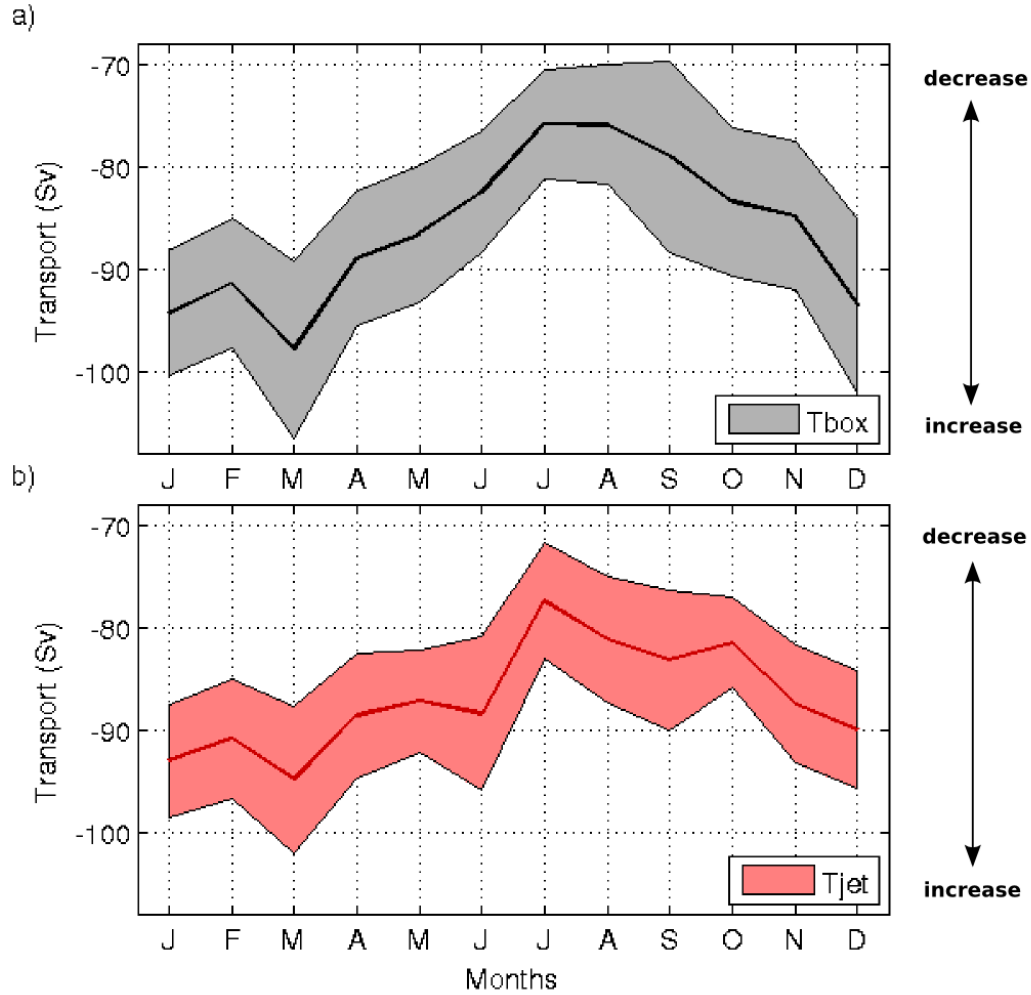 a)
-70
-80
-90
-100
Transport (Sv)
decrease
increase
Tbox
J F M A M J J A S O N D
b)
-70
-80
-90
-100
Transport (Sv)
decrease
increase
Tjet
J F M A M J J A S O N D
Months